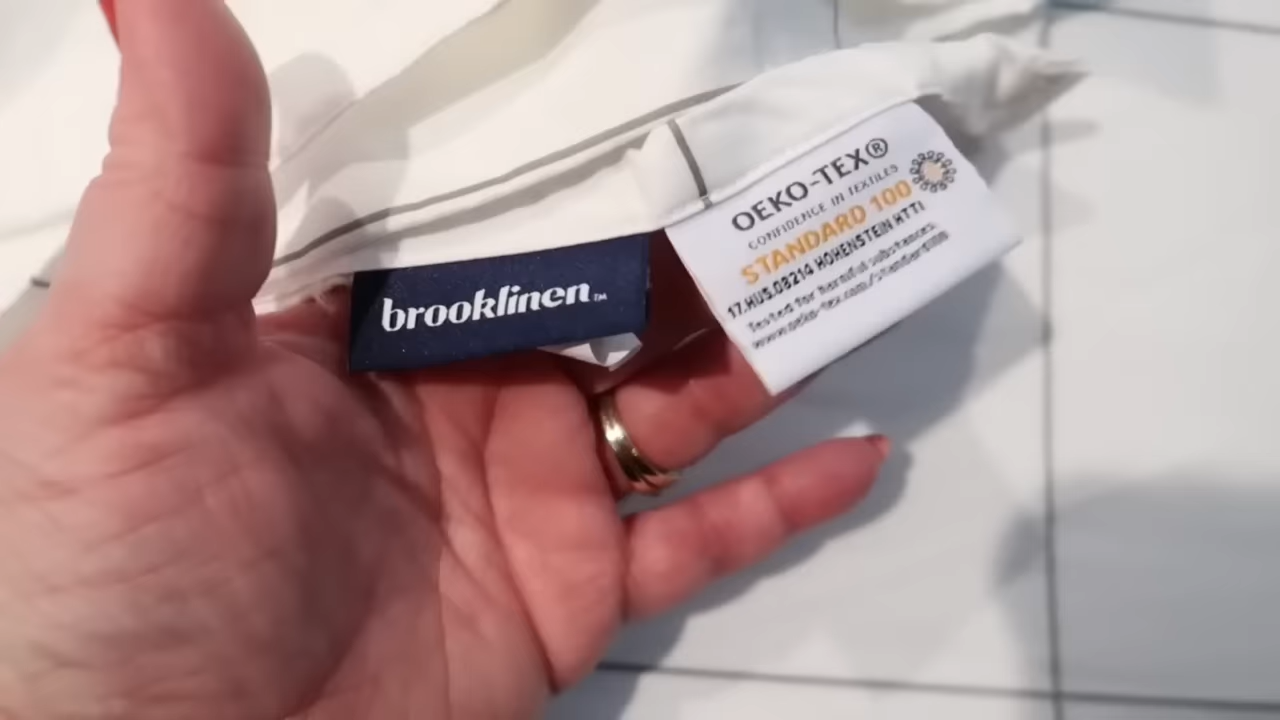 brooklinen™
OEKO-TEX®
CONFIDENCE IN TEXTILES
STANDARD 100
17.HUS.08214 HOHENSTEIN HTTI
Tested for harmful substances.
www.oeko-tex.com/standard100